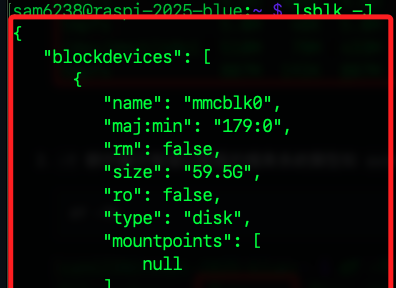 sam6238@raspi-2025-blue:~ $ lsblk -J
{
   "blockdevices": [
      {
         "name": "mmcblk0",
         "maj:min": "179:0",
         "rm": false,
         "size": "59.5G",
         "ro": false,
         "type": "disk",
         "mountpoints": [
             null
         ]